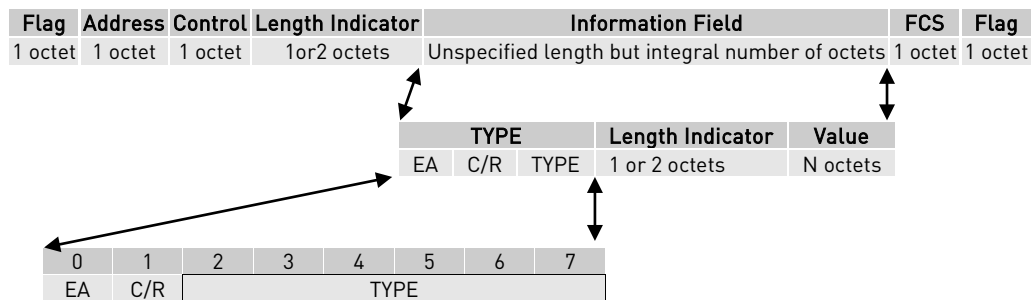 Flag Address Control Length Indicator Information Field FCS Flag
1 octet 1 octet 1 octet 1or2 octets Unspecified length but integral number of octets 1 octet 1 octet
TYPE Length Indicator Value
EA C/R TYPE 1 or 2 octets N octets
0 1 2 3 4 5 6 7
EA C/R TYPE